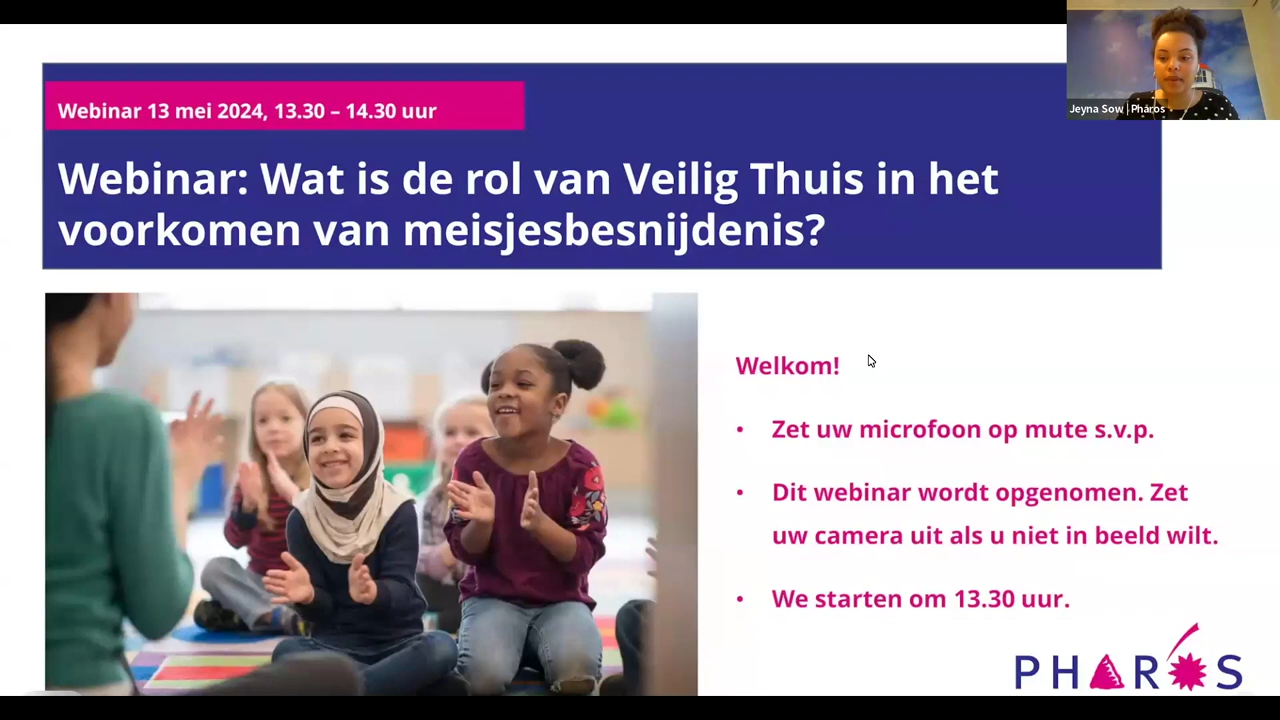 Jeyna Sow | Pharos
Webinar 13 mei 2024, 13.30 – 14.30 uur
Webinar: Wat is de rol van Veilig Thuis in het
voorkomen van meisjesbesnijdenis?
Welkom!
• Zet uw microfoon op mute s.v.p.
• Dit webinar wordt opgenomen. Zet
uw camera uit als u niet in beeld wilt.
• We starten om 13.30 uur.
PHAROS